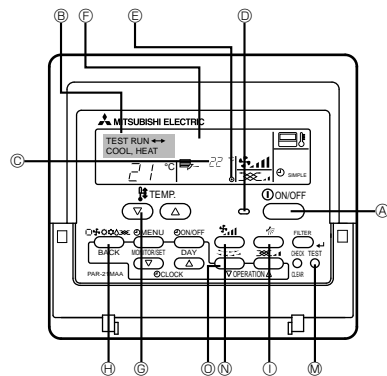 Ⓑ Ⓕ Ⓔ Ⓓ
MITSUBISHI ELECTRIC
TEST RUN ↔
COOL, HEAT
Ⓒ
21 °C 22 °C
SIMPLE
TEMP. ON/OFF
▽ △
Ⓐ
MENU ON/OFF FILTER
BACK MONITOR/SET DAY CHECK TEST
▽ △ CLEAR
PAR-21MAA CLOCK ▽ OPERATION △
Ⓗ Ⓖ Ⓞ Ⓝ Ⓘ Ⓜ